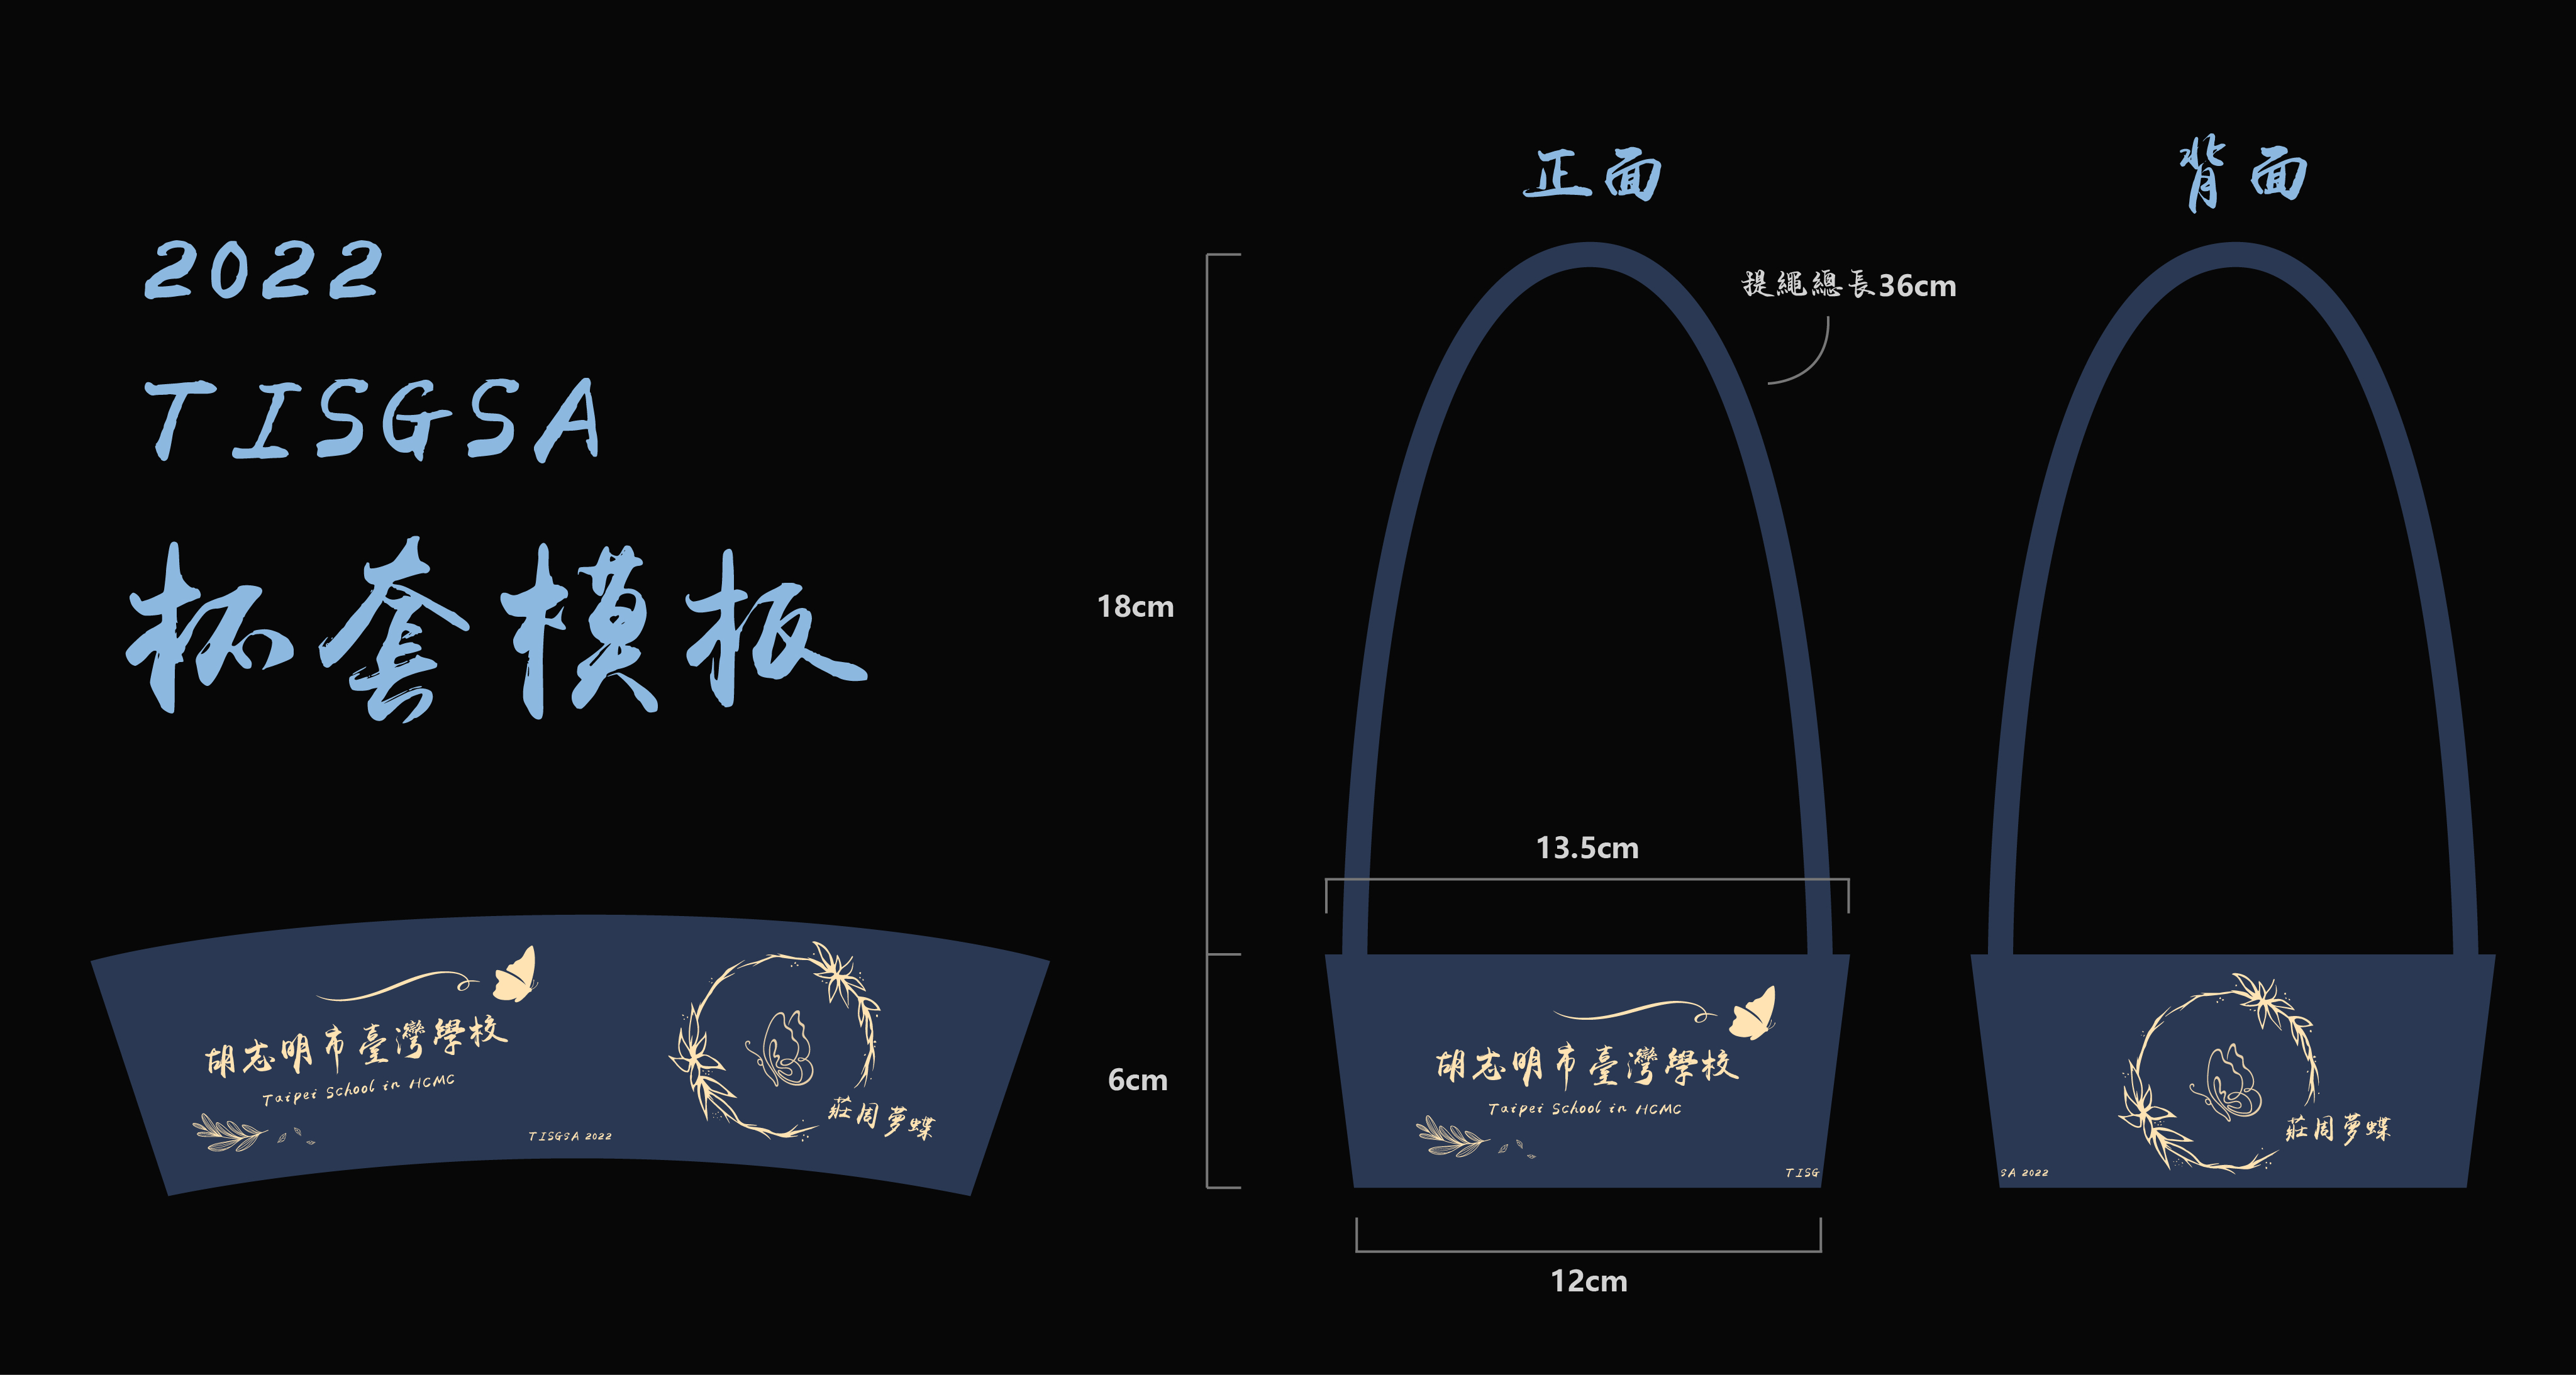 2022
TISGSA
杯套模板
胡志明市臺灣學校
Taipei School in HCMC
TISGSA 2022
莊周夢蝶
正面
提繩總長36cm
18cm
13.5cm
6cm
胡志明市臺灣學校
Taipei School in HCMC
TISG
12cm
背面
莊周夢蝶
SA 2022